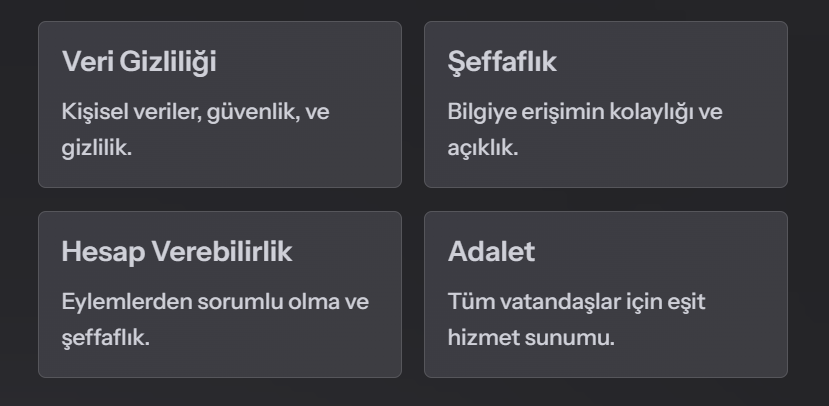 Veri Gizliliği
Kişisel veriler, güvenlik, ve
gizlilik.
Şeffaflık
Bilgiye erişimin kolaylığı ve
açıklık.
Hesap Verebilirlik
Eylemlerden sorumlu olma ve
şeffaflık.
Adalet
Tüm vatandaşlar için eşit
hizmet sunumu.